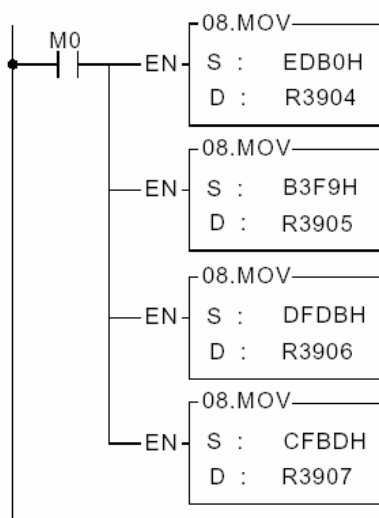 M0
08.MOV
EN
S : EDB0H
D : R3904
08.MOV
EN
S : B3F9H
D : R3905
08.MOV
EN
S : DFDBH
D : R3906
08.MOV
EN
S : CFBDH
D : R3907